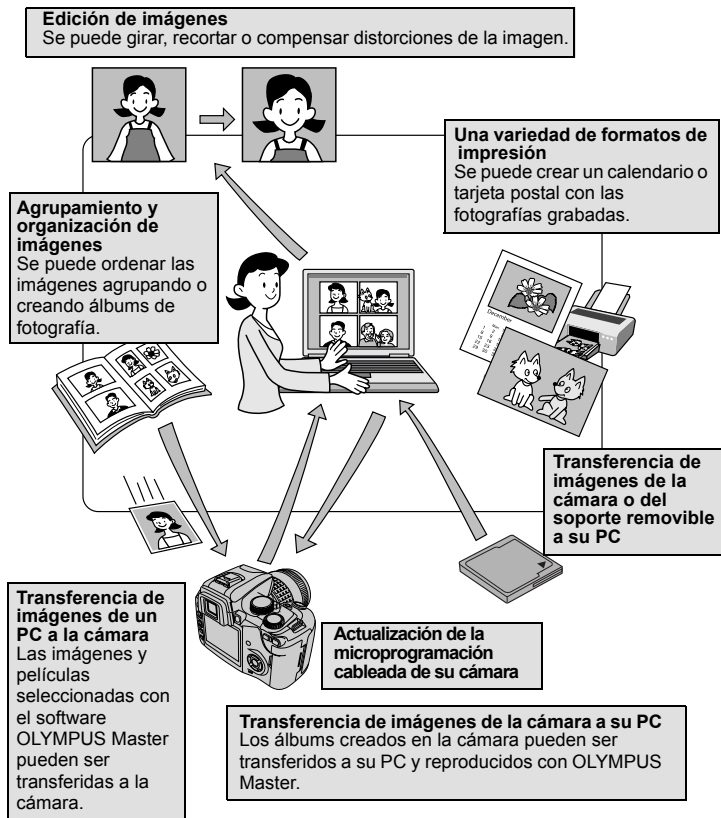 Edición de imágenes
Se puede girar, recortar o compensar distorciones de la imagen.
Una variedad de formatos de
impresión
Se puede crear un calendario o
tarjeta postal con las
fotografías grabadas.
Agrupamiento y
organización de
imágenes
Se puede ordenar las
imágenes agrupando o
creando álbums de
fotografía.
December
Transferencia de
imágenes de la
cámara o del
soporte removible
a su PC
Transferencia de
imágenes de un
PC a la cámara
Las imágenes y
películas
seleccionadas con
el software
OLYMPUS Master
pueden ser
transferidas a la
cámara.
Actualización de la
microprogramación
cableada de su cámara
Transferencia de imágenes de la cámara a su PC
Los álbums creados en la cámara pueden ser
transferidos a su PC y reproducidos con OLYMPUS
Master.